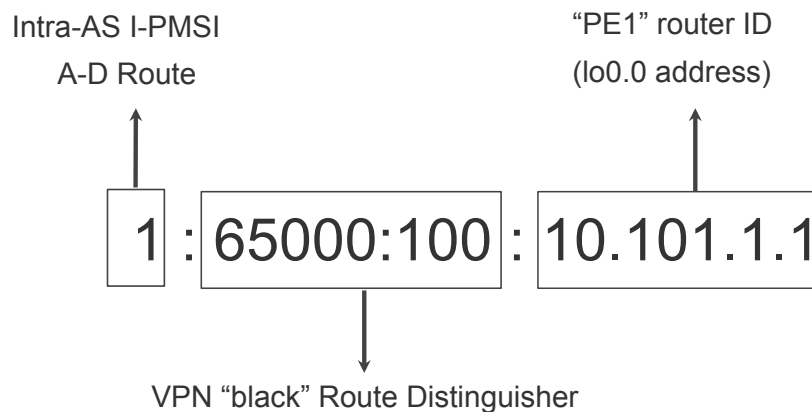 Intra-AS I-PMSI
A-D Route
“PE1” router ID
(lo0.0 address)
1 : 65000:100 : 10.101.1.1
VPN “black” Route Distinguisher